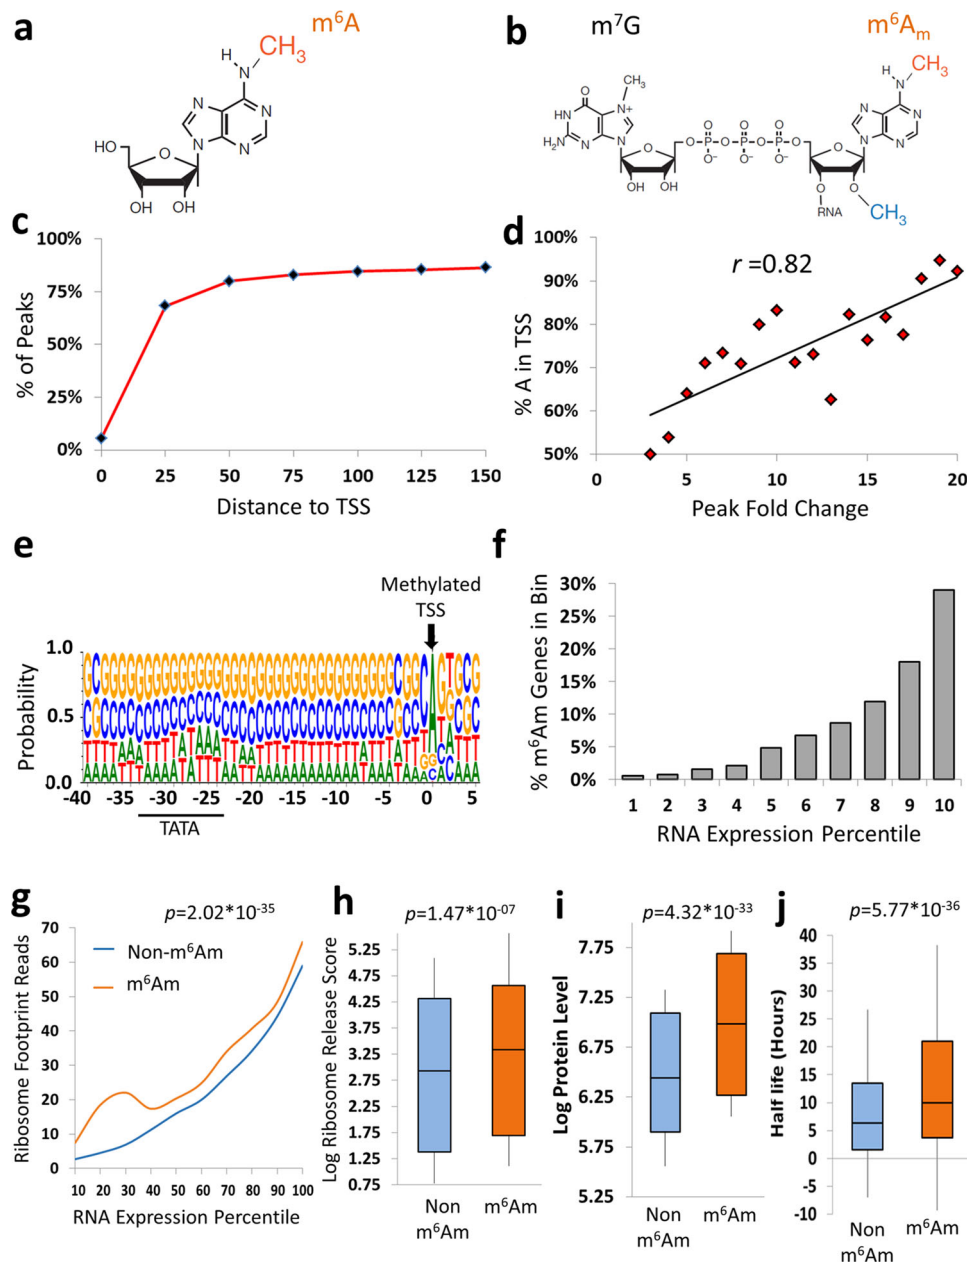 a
m⁶A
H
N
CH₃
N
N
N
N
HO
O
OH
OH
b
m⁷G
m⁶Aₘ
O
CH₃
HN
N+
H₂N
N
N
O
OH
OH
O
O
O
O
P
O
P
O
P
O
O⁻
O⁻
O⁻
H
N
CH₃
N
N
N
N
O
O
O
RNA
CH₃
c
100%
75%
50%
25%
0%
% of Peaks
0 25 50 75 100 125 150
Distance to TSS
d
r =0.82
100%
90%
80%
70%
60%
50%
% A in TSS
0 5 10 15 20
Peak Fold Change
e
Methylated
TSS
1.0
0.5
0.0
Probability
-40 -35 -30 -25 -20 -15 -10 -5 0 5
TATA
f
30%
25%
20%
15%
10%
5%
0%
% m⁶Am Genes in Bin
1 2 3 4 5 6 7 8 9 10
RNA Expression Percentile
g
p=2.02*10⁻³⁵
Non-m⁶Am
m⁶Am
70
60
50
40
30
20
10
0
Ribosome Footprint Reads
10 20 30 40 50 60 70 80 90 100
RNA Expression Percentile
h
p=1.47*10⁻⁰⁷
5.25
4.75
4.25
3.75
3.25
2.75
2.25
1.75
1.25
0.75
Log Ribosome Release Score
Non
m⁶Am
m⁶Am
i
p=4.32*10⁻³³
7.75
7.25
6.75
6.25
5.75
5.25
Log Protein Level
Non
m⁶Am
m⁶Am
j
p=5.77*10⁻³⁶
40
35
30
25
20
15
10
5
0
-5
-10
Half life (Hours)
Non
m⁶Am
m⁶Am